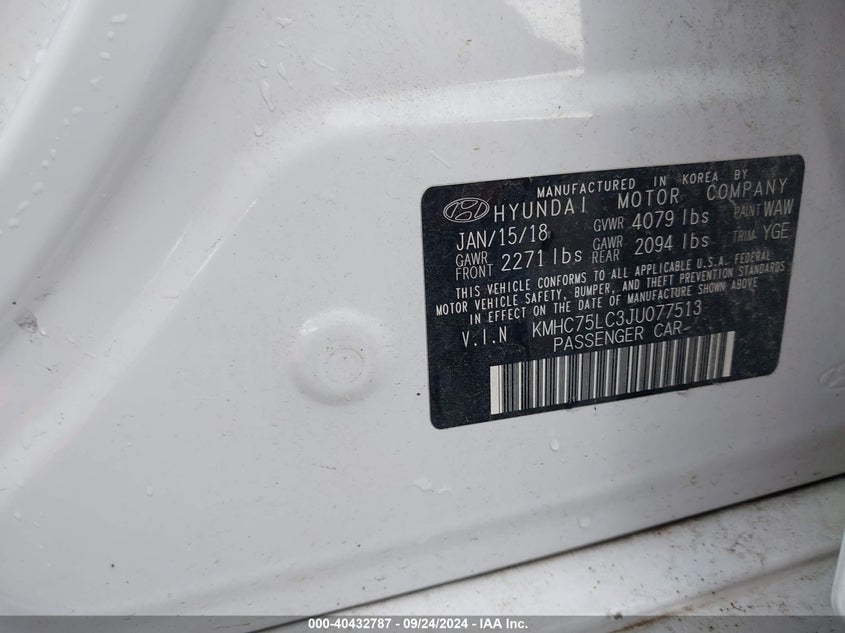 MANUFACTURED IN KOREA BY
HYUNDAI MOTOR COMPANY
JAN/15/18 GVWR 4079 lbs PAINT WAW
GAWR FRONT 2271 lbs GAWR REAR 2094 lbs TRIM YGE
THIS VEHICLE CONFORMS TO ALL APPLICABLE U.S.A. FEDERAL
MOTOR VEHICLE SAFETY, BUMPER, AND THEFT PREVENTION STANDARDS
IN EFFECT ON THE DATE OF MANUFACTURE SHOWN ABOVE
V.I.N KMHC75LC3JU077513
PASSENGER CAR
000-40432787 - 09/24/2024 - IAA Inc.